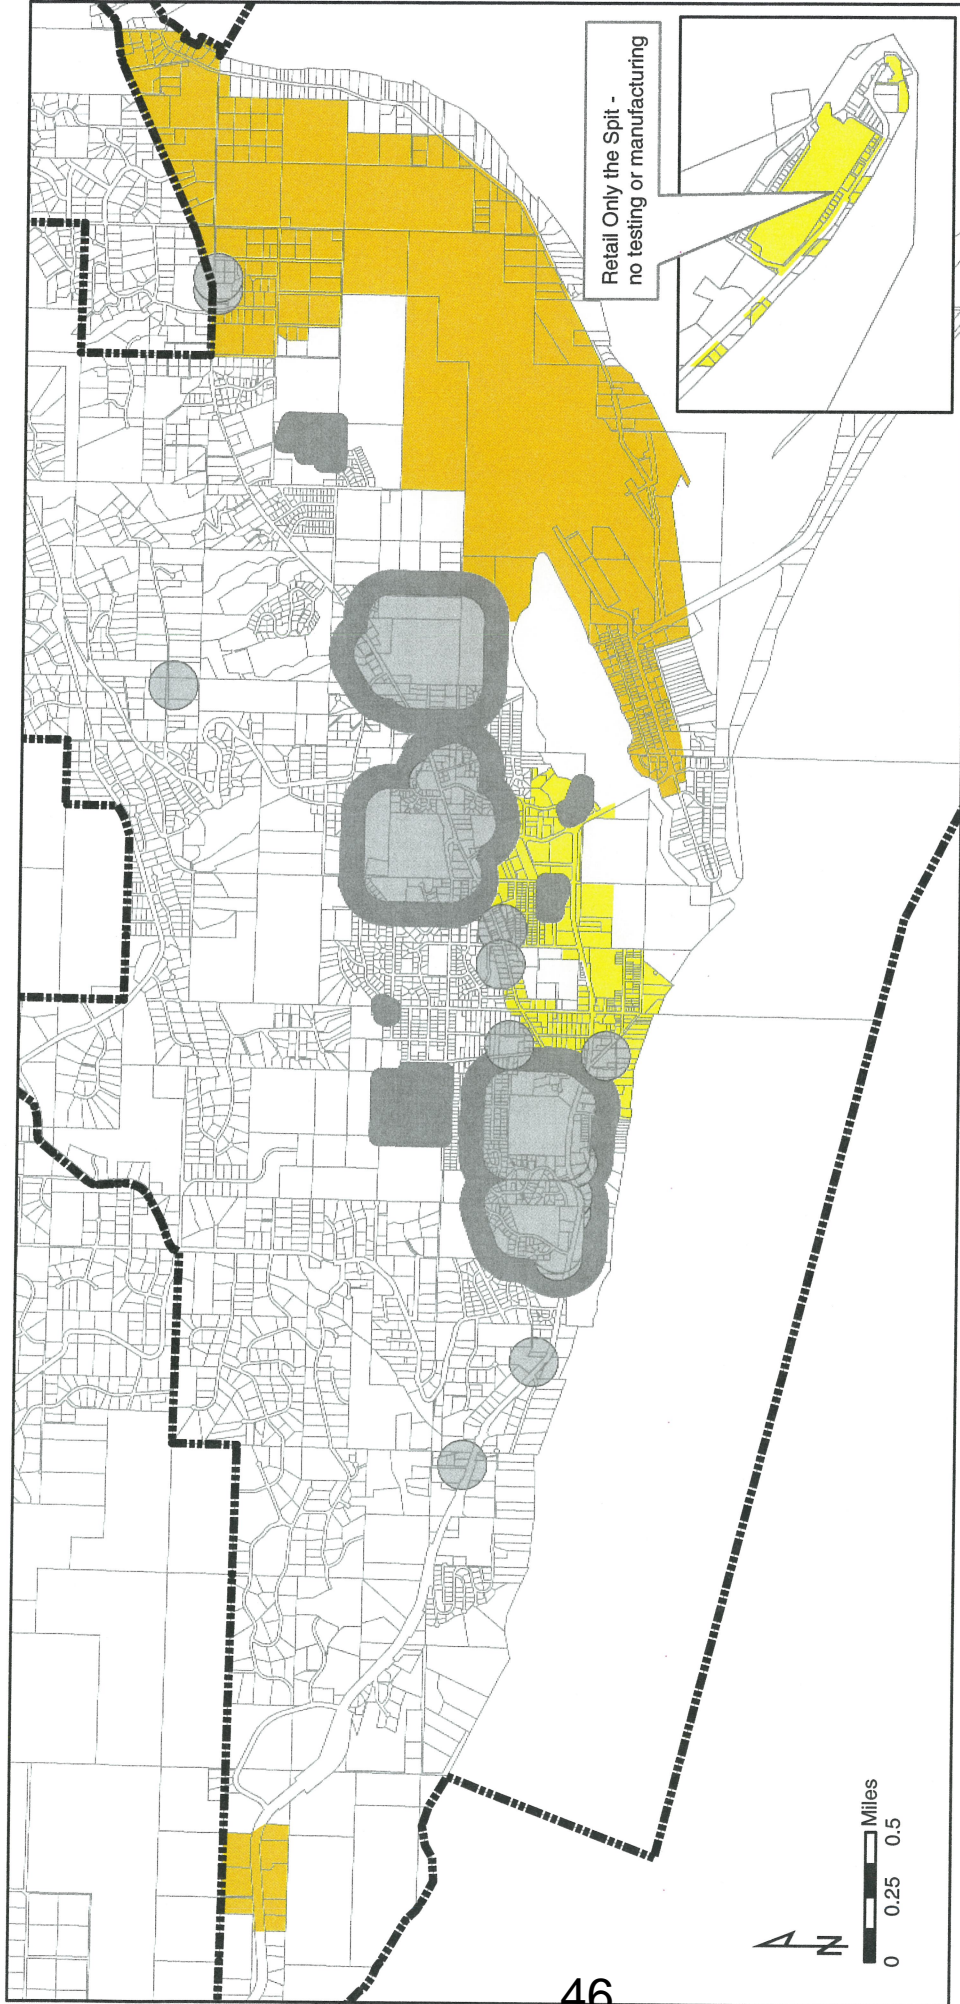 Retail Only the Spit -
no testing or manufacturing
N
0 0.25 0.5
Miles
46